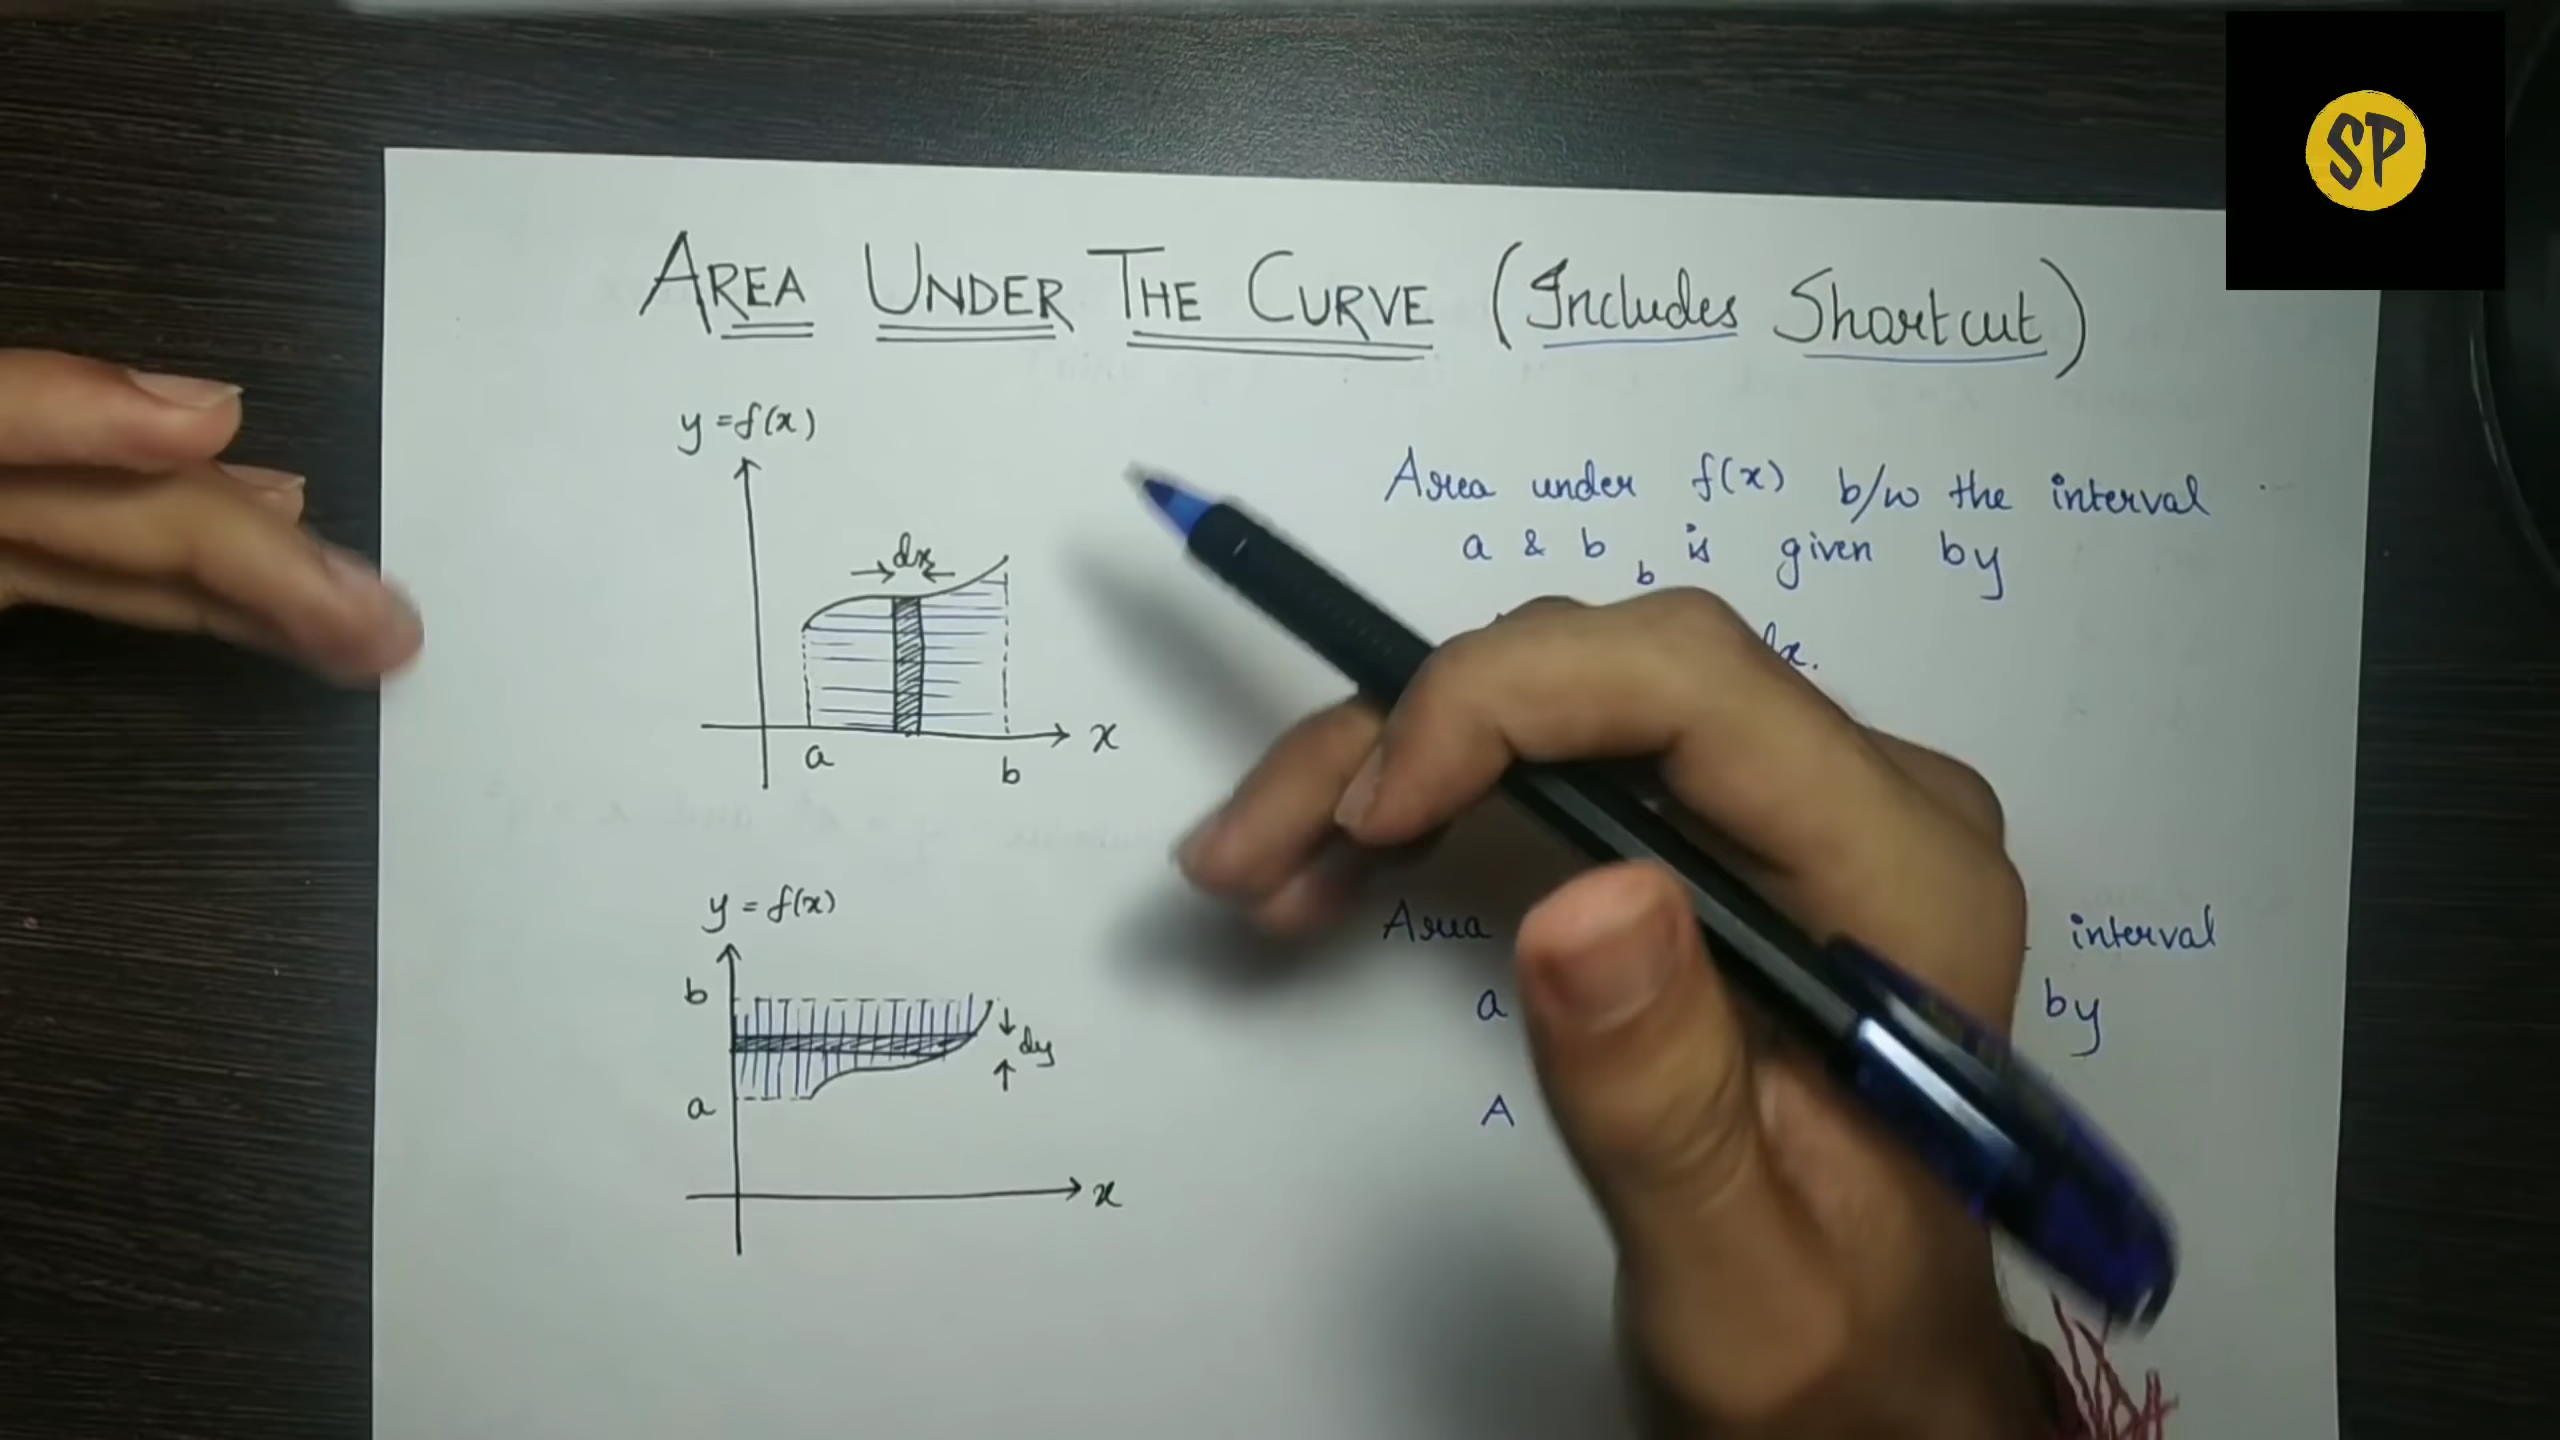 SP
AREA UNDER THE CURVE (Includes Shortcut)
y = f(x)
dx
a
b
x
Area under f(x) b/w the interval
a & b is given by
b
dx.
y = f(x)
b
dy
a
x
Area interval
a by
A